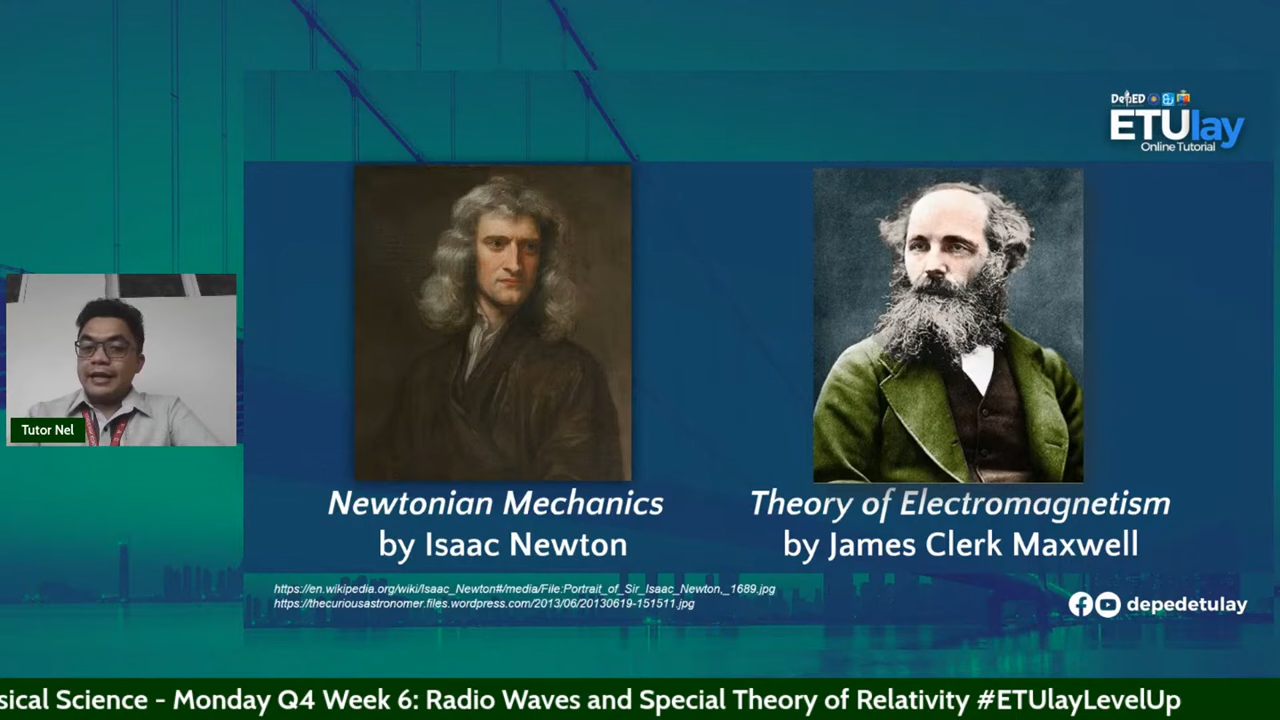 DepED
ETUlay
Online Tutorial
Tutor Nel
Newtonian Mechanics
by Isaac Newton
Theory of Electromagnetism
by James Clerk Maxwell
https://en.wikipedia.org/wiki/Isaac_Newton#/media/File:Portrait_of_Sir_Isaac_Newton,_1689.jpg
https://thecuriousastronomer.files.wordpress.com/2013/06/20130619-151511.jpg
depedetulay
sical Science - Monday Q4 Week 6: Radio Waves and Special Theory of Relativity #ETUlayLevelUp